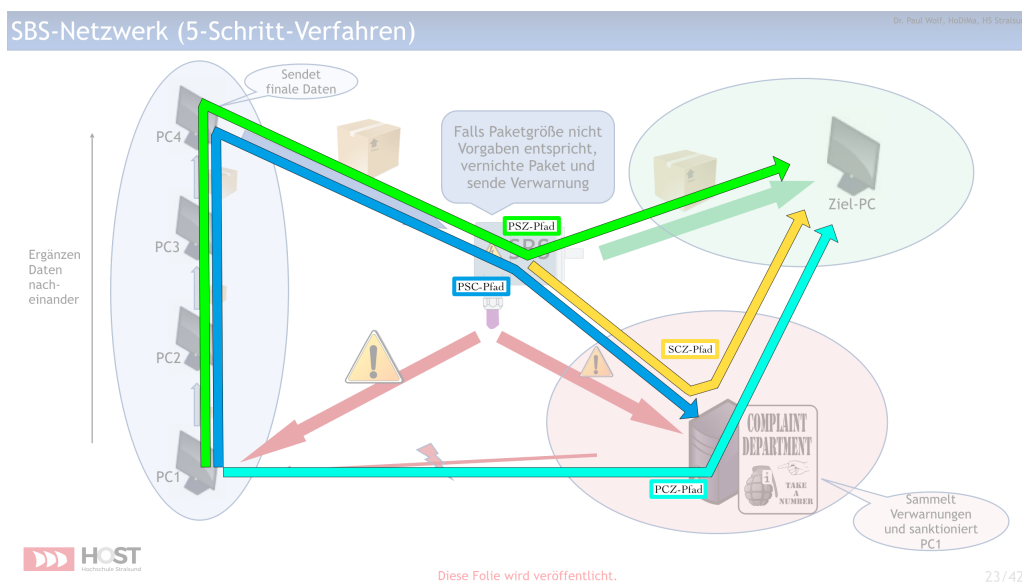 SBS-Netzwerk (5-Schritt-Verfahren)
Dr. Paul Wolf, HoDiMa, HS Stralsu
Sendet
finale Daten
PC4
Falls Paketgröße nicht
Vorgaben entspricht,
vernichte Paket und
sende Verwarnung
Ziel-PC
PSZ-Pfad
SBS
PC3
Ergänzen
Daten
nach-
einander
PSC-Pfad
PC2
SCZ-Pfad
COMPLAINT
DEPARTMENT
TAKE
A
NUMBER
PC1
PCZ-Pfad
Sammelt
Verwarnungen
und sanktioniert
PC1
HOST
Hochschule Stralsund
Diese Folie wird veröffentlicht.
23/42